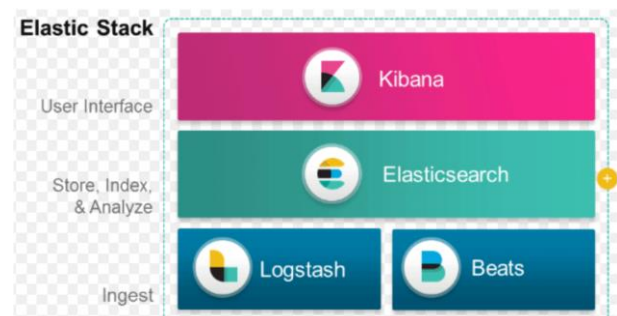 Elastic Stack
Kibana
User Interface
Elasticsearch
Store, Index,
& Analyze
Logstash
Beats
Ingest
+